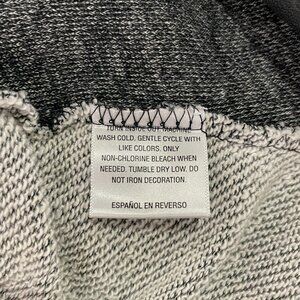 TURN INSIDE OUT. MACHINE
WASH COLD. GENTLE CYCLE WITH
LIKE COLORS. ONLY
NON-CHLORINE BLEACH WHEN
NEEDED. TUMBLE DRY LOW. DO
NOT IRON DECORATION.
ESPAÑOL EN REVERSO